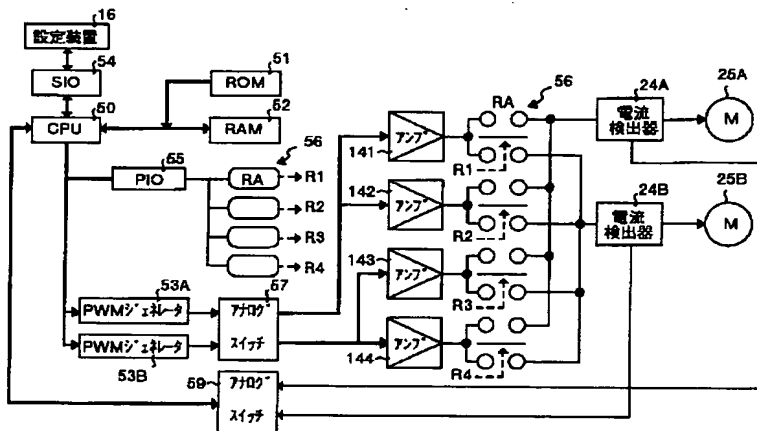 16
設定装置
54
SIO
50
CPU
51
ROM
52
RAM
55
PIO
56
RA
R1
R2
R3
R4
53A
PWMジェネレータ
PWMジェネレータ
53B
57
アナログ
スイッチ
59
アナログ
スイッチ
アンプ
141
142
アンプ
143
アンプ
アンプ
144
RA
56
R1
R2
R3
R4
24A
電流
検出器
25A
M
24B
電流
検出器
25B
M